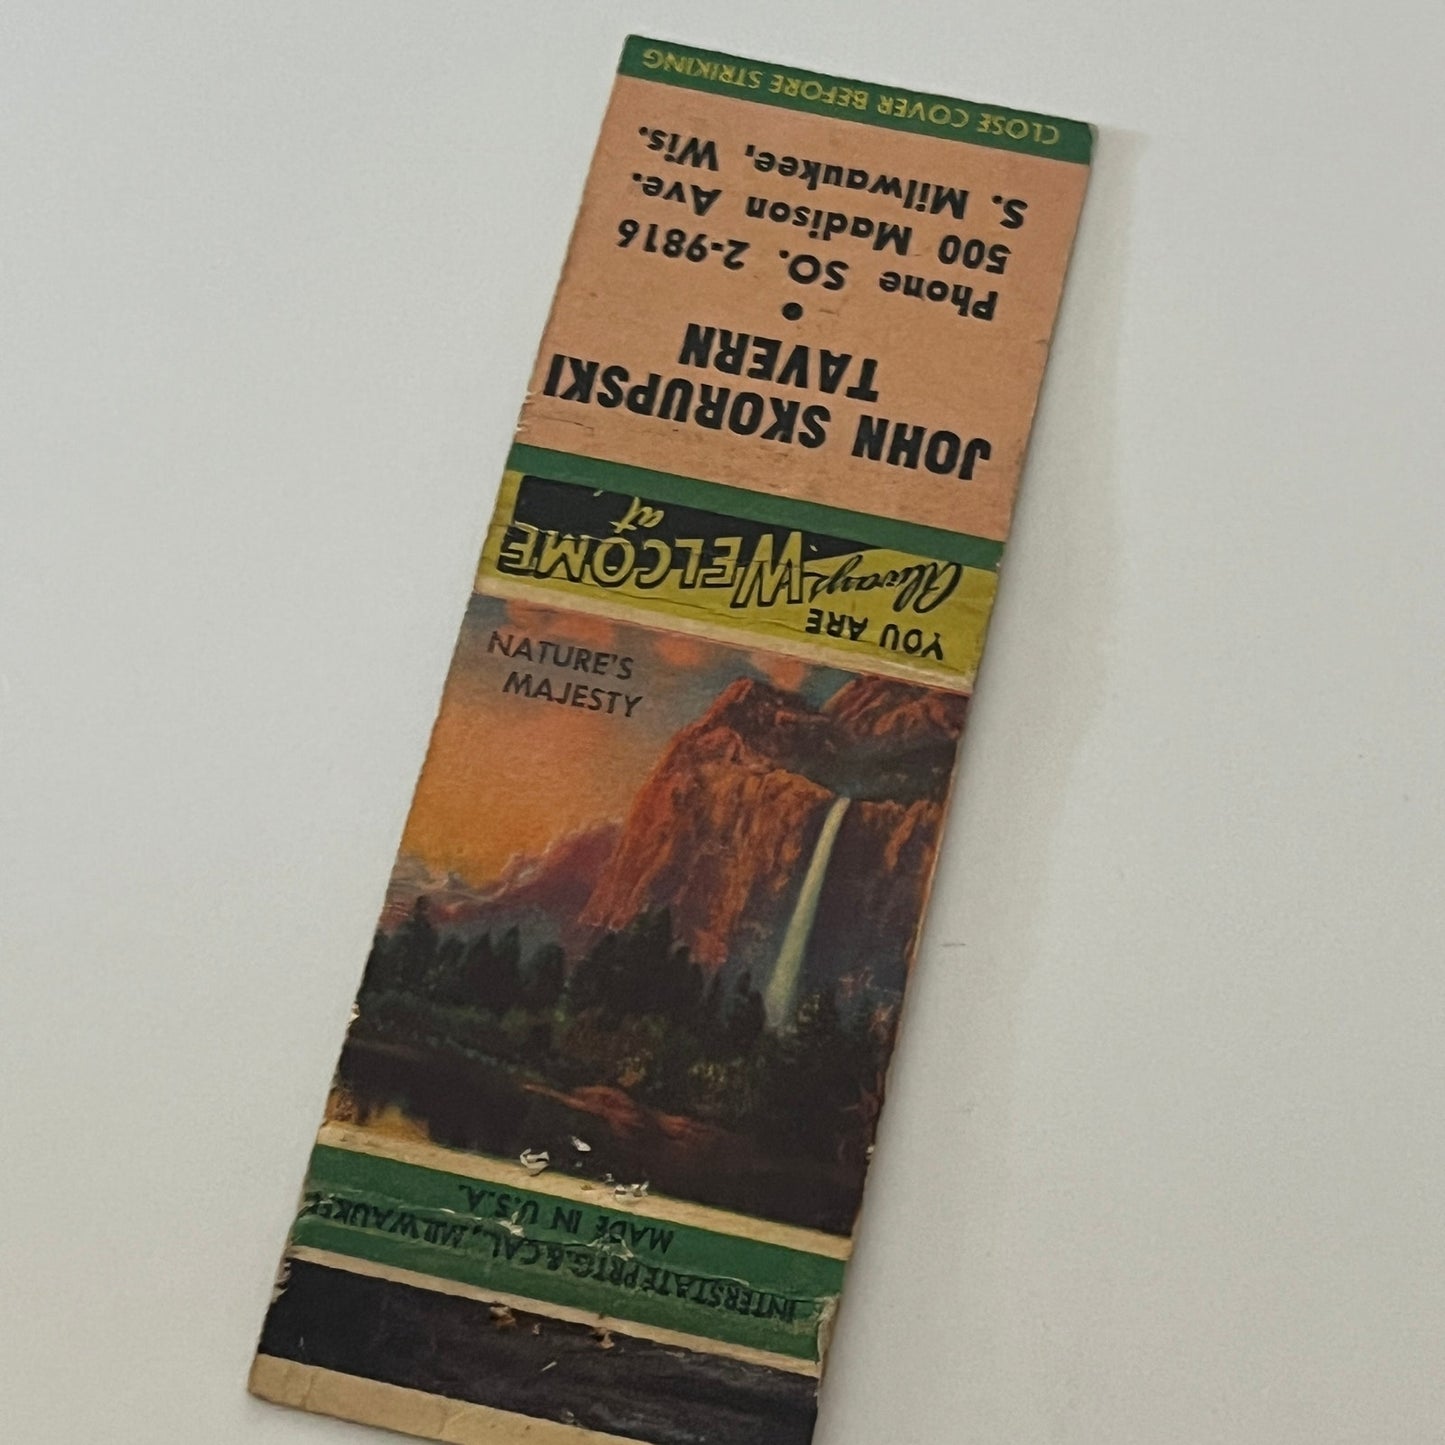 CLOSE COVER BEFORE STRIKING
JOHN SKORUPSKI
TAVERN
•
Phone SO. 2-9816
500 Madison Ave.
S. Milwaukee, Wis.
YOU ARE
Always WELCOME
at
NATURE'S
MAJESTY
INTERSTATE PRTG. & CAL., MILWAUKEE
MADE IN U.S.A.